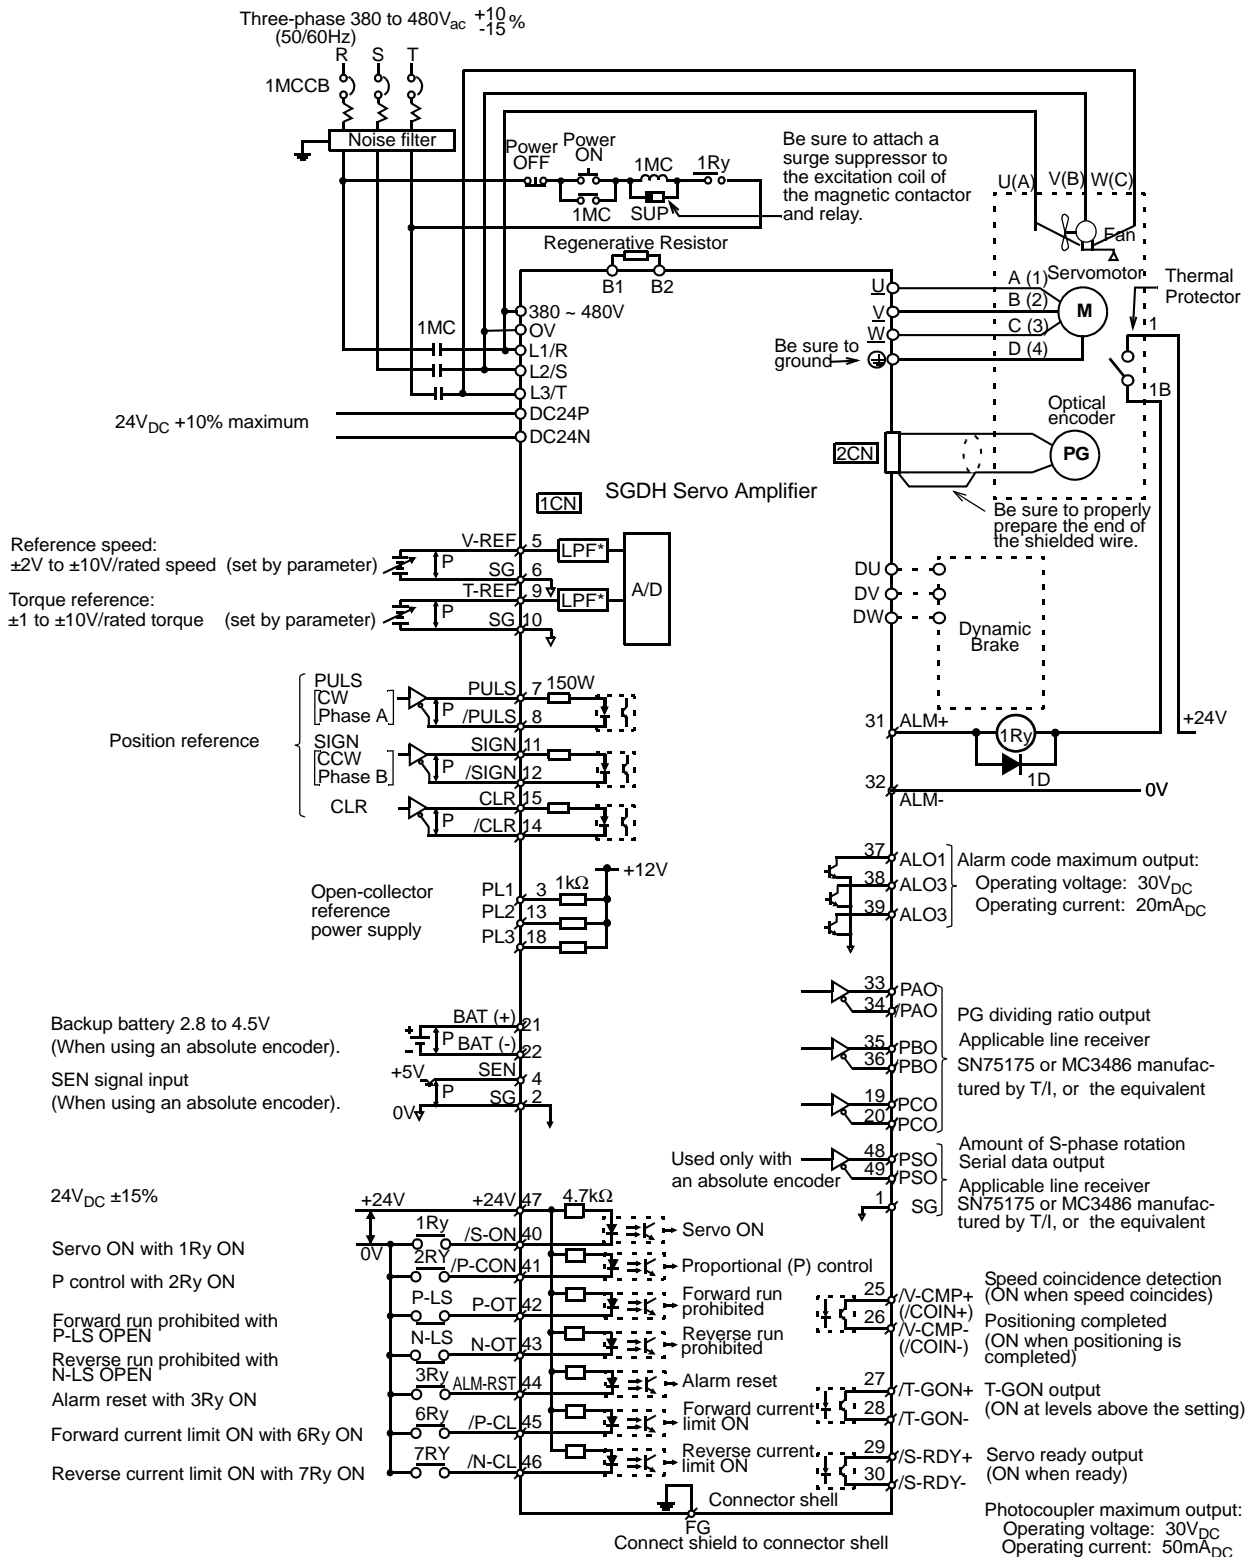 Three-phase 380 to 480Vac +10 -15 %
(50/60Hz)
R S T
1MCCB
Noise filter
Power OFF
Power ON
1MC
1Ry
1MC
SUP
Be sure to attach a
surge suppressor to
the excitation coil of
the magnetic contactor
and relay.
U(A) V(B) W(C)
Fan
Regenerative Resistor
B1 B2
Servomotor
Thermal
Protector
380 ~ 480V
OV
1MC
L1/R
L2/S
L3/T
DC24P
DC24N
24VDC +10% maximum
U
V
W
A (1)
B (2)
C (3)
D (4)
M
1
1B
Be sure to
ground
Optical
encoder
2CN
PG
1CN
SGDH Servo Amplifier
Be sure to properly
prepare the end of
the shielded wire.
Reference speed:
±2V to ±10V/rated speed (set by parameter)
P
V-REF 5
SG 6
LPF*
A/D
Torque reference:
±1 to ±10V/rated torque (set by parameter)
P
T-REF 9
SG 10
LPF*
DU
DV
DW
Dynamic
Brake
Position reference
PULS
CW
Phase A
P
PULS 7 150W
/PULS 8
SIGN
CCW
Phase B
P
SIGN 11
/SIGN 12
CLR
P
CLR 15
/CLR 14
31 ALM+
1Ry
1D
+24V
32
ALM-
0V
Open-collector
reference
power supply
PL1 3 1kΩ
PL2 13
PL3 18
+12V
37 ALO1
38 ALO3
39 ALO3
Alarm code maximum output:
Operating voltage: 30VDC
Operating current: 20mADC
Backup battery 2.8 to 4.5V
(When using an absolute encoder).
+
-
P
BAT (+) 21
BAT (-) 22
SEN signal input
(When using an absolute encoder).
+5V
0V
P
SEN 4
SG 2
33 PAO
34 /PAO
35 PBO
36 /PBO
19 PCO
20 /PCO
PG dividing ratio output
Applicable line receiver
SN75175 or MC3486 manufac-
tured by T/I, or the equivalent
Used only with
an absolute encoder
48 PSO
49 /PSO
1 SG
Amount of S-phase rotation
Serial data output
Applicable line receiver
SN75175 or MC3486 manufac-
tured by T/I, or the equivalent
24VDC ±15%
+24V
0V
+24V 47 4.7kΩ
Servo ON with 1Ry ON
1Ry /S-ON 40
Servo ON
P control with 2Ry ON
2RY /P-CON 41
Proportional (P) control
Forward run prohibited with
P-LS OPEN
P-LS P-OT 42
Forward run
prohibited
Reverse run prohibited with
N-LS OPEN
N-LS N-OT 43
Reverse run
prohibited
Alarm reset with 3Ry ON
3Ry ALM-RST 44
Alarm reset
Forward current limit ON with 6Ry ON
6Ry /P-CL 45
Forward current
limit ON
Reverse current limit ON with 7Ry ON
7RY /N-CL 46
Reverse current
limit ON
25 /V-CMP+
(/COIN+)
26 /V-CMP-
(/COIN-)
Speed coincidence detection
(ON when speed coincides)
Positioning completed
(ON when positioning is
completed)
27 /T-GON+
28 /T-GON-
T-GON output
(ON at levels above the setting)
29 /S-RDY+
30 /S-RDY-
Servo ready output
(ON when ready)
Connector shell
FG
Connect shield to connector shell
Photocoupler maximum output:
Operating voltage: 30VDC
Operating current: 50mADC